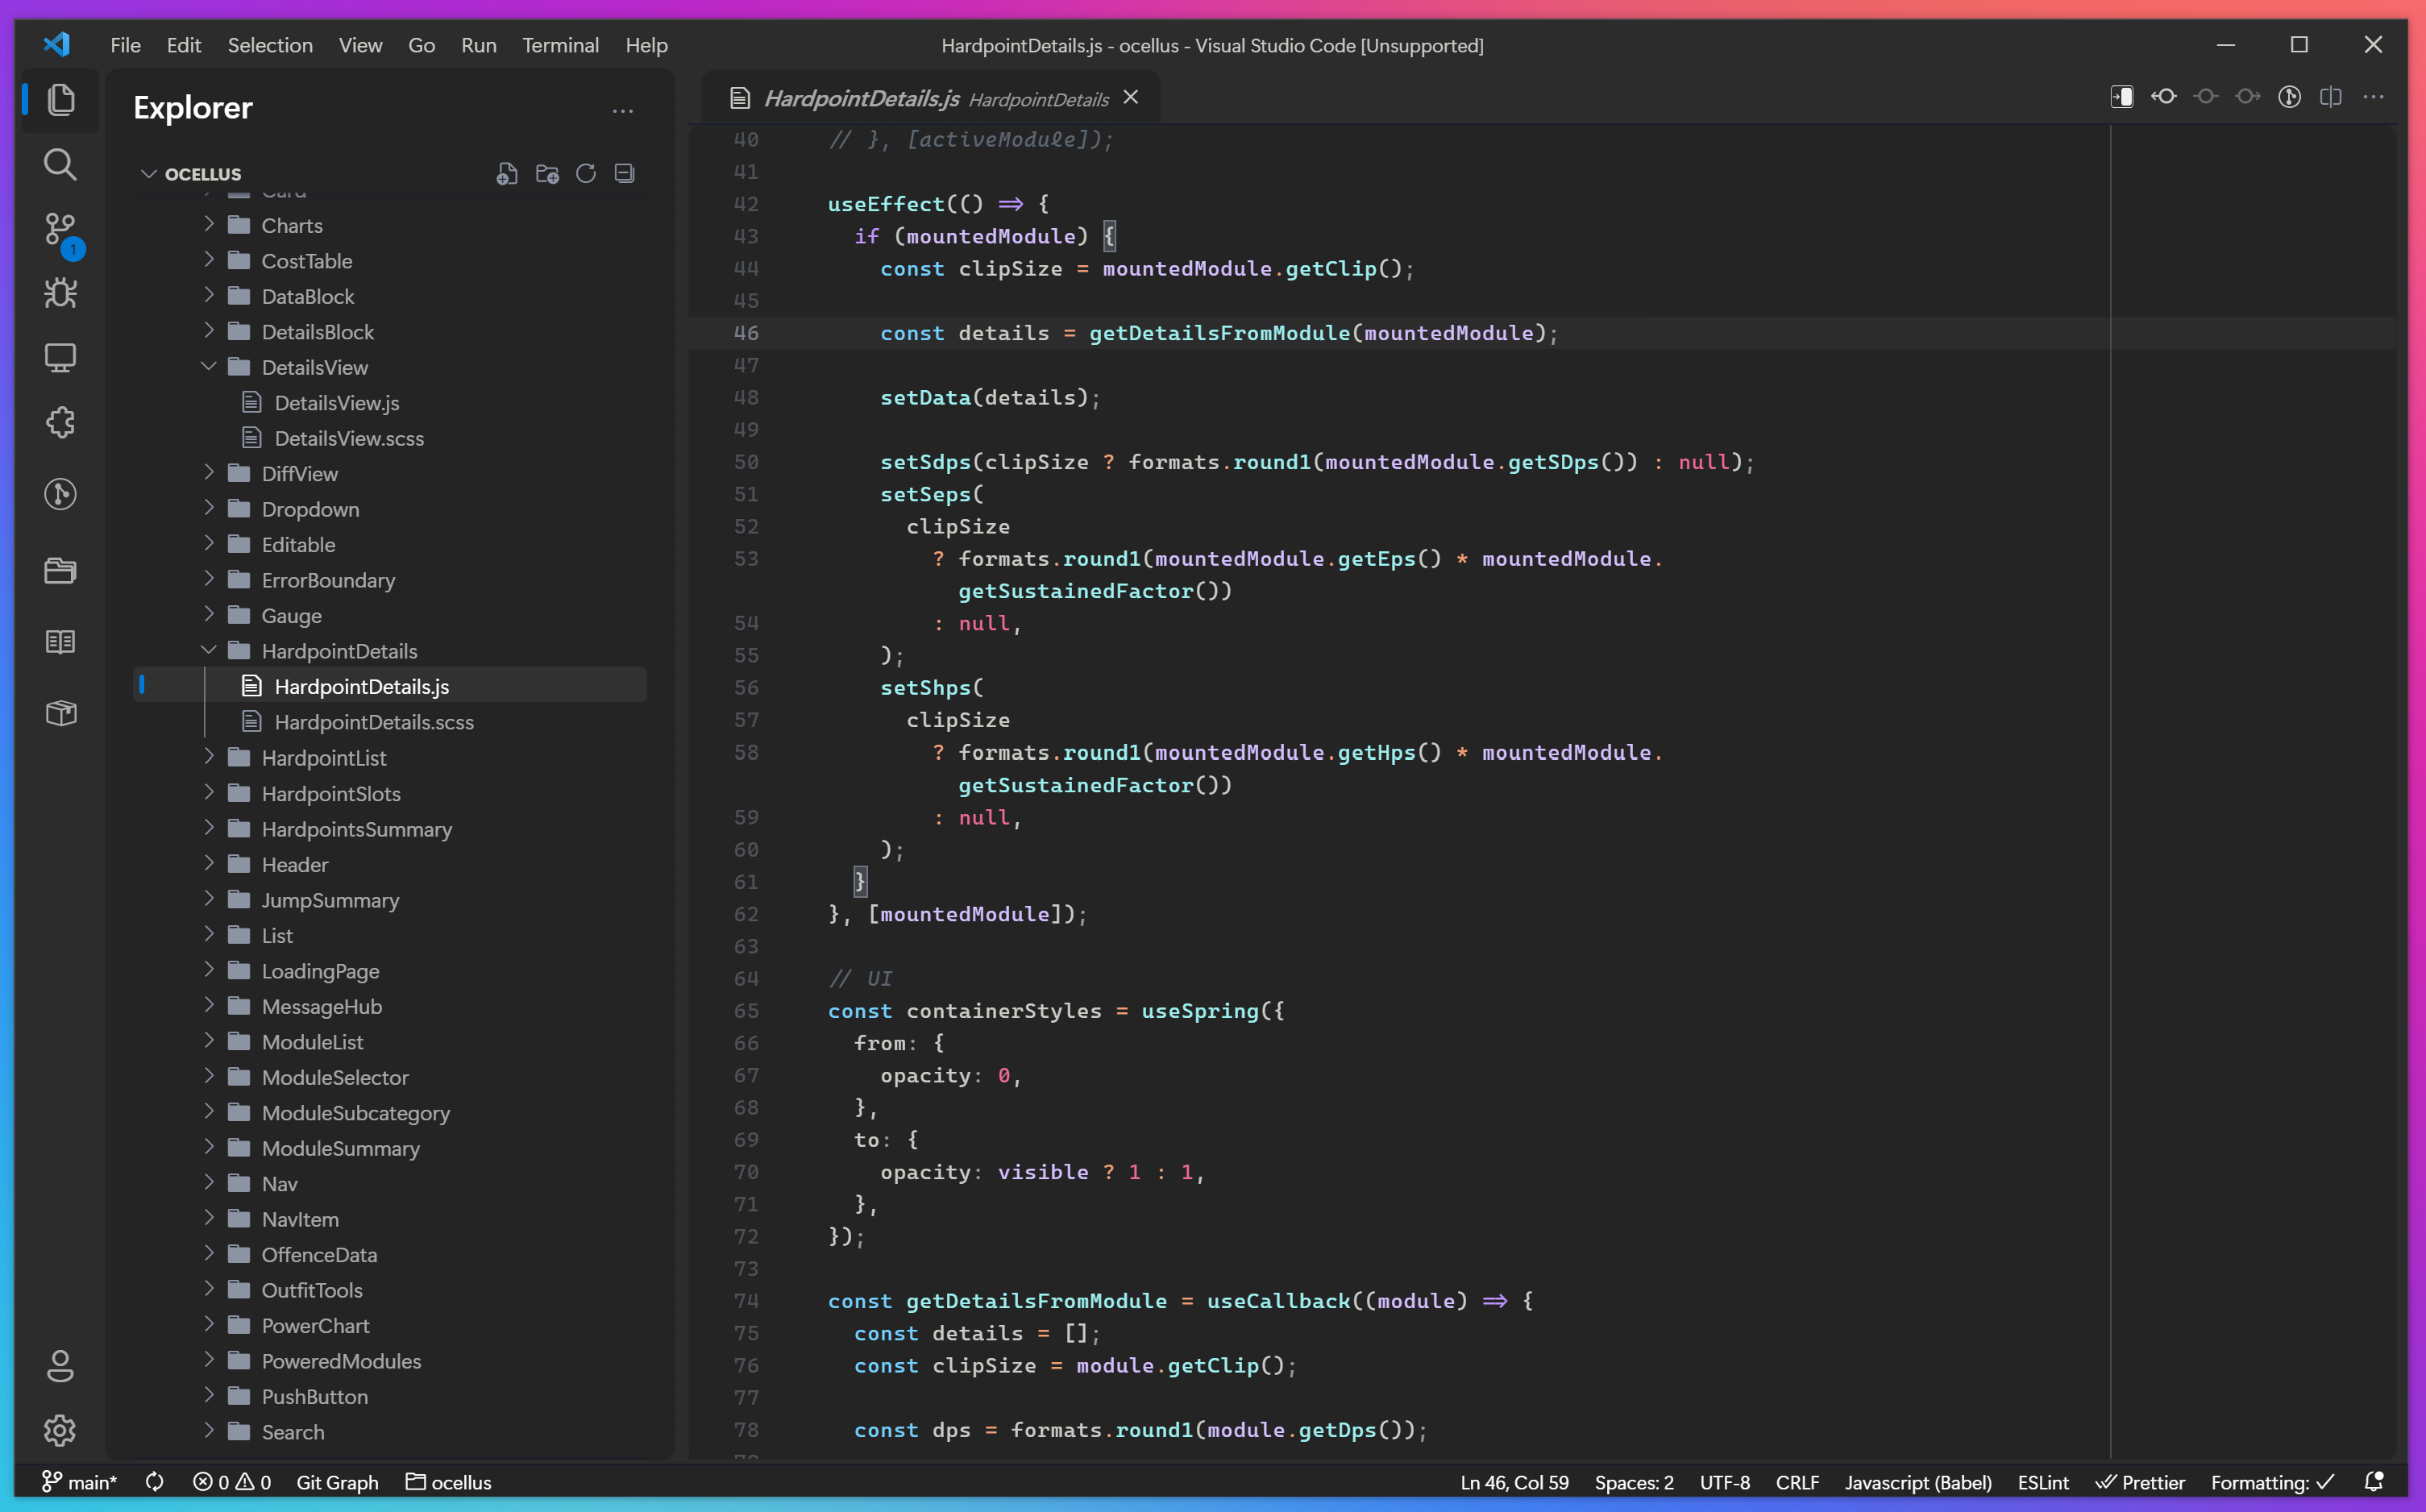 File Edit Selection View Go Run Terminal Help
HardpointDetails.js - ocellus - Visual Studio Code [Unsupported]
Explorer
OCELLUS
Card
Charts
CostTable
DataBlock
DetailsBlock
DetailsView
DetailsView.js
DetailsView.scss
DiffView
Dropdown
Editable
ErrorBoundary
Gauge
HardpointDetails
HardpointDetails.js
HardpointDetails.scss
HardpointList
HardpointSlots
HardpointsSummary
Header
JumpSummary
List
LoadingPage
MessageHub
ModuleList
ModuleSelector
ModuleSubcategory
ModuleSummary
Nav
NavItem
OffenceData
OutfitTools
PowerChart
PoweredModules
PushButton
Search
1
HardpointDetails.js HardpointDetails
40 // }, [activeModule]);
41
42 useEffect(() => {
43 if (mountedModule) {
44 const clipSize = mountedModule.getClip();
45
46 const details = getDetailsFromModule(mountedModule);
47
48 setData(details);
49
50 setSdps(clipSize ? formats.round1(mountedModule.getSDps()) : null);
51 setSeps(
52 clipSize
53 ? formats.round1(mountedModule.getEps() * mountedModule.
getSustainedFactor())
54 : null,
55 );
56 setShps(
57 clipSize
58 ? formats.round1(mountedModule.getHps() * mountedModule.
getSustainedFactor())
59 : null,
60 );
61 }
62 }, [mountedModule]);
63
64 // UI
65 const containerStyles = useSpring({
66 from: {
67 opacity: 0,
68 },
69 to: {
70 opacity: visible ? 1 : 1,
71 },
72 });
73
74 const getDetailsFromModule = useCallback((module) => {
75 const details = [];
76 const clipSize = module.getClip();
77
78 const dps = formats.round1(module.getDps());
main* 0 0 Git Graph ocellus
Ln 46, Col 59 Spaces: 2 UTF-8 CRLF Javascript (Babel) ESLint Prettier Formatting: ✓